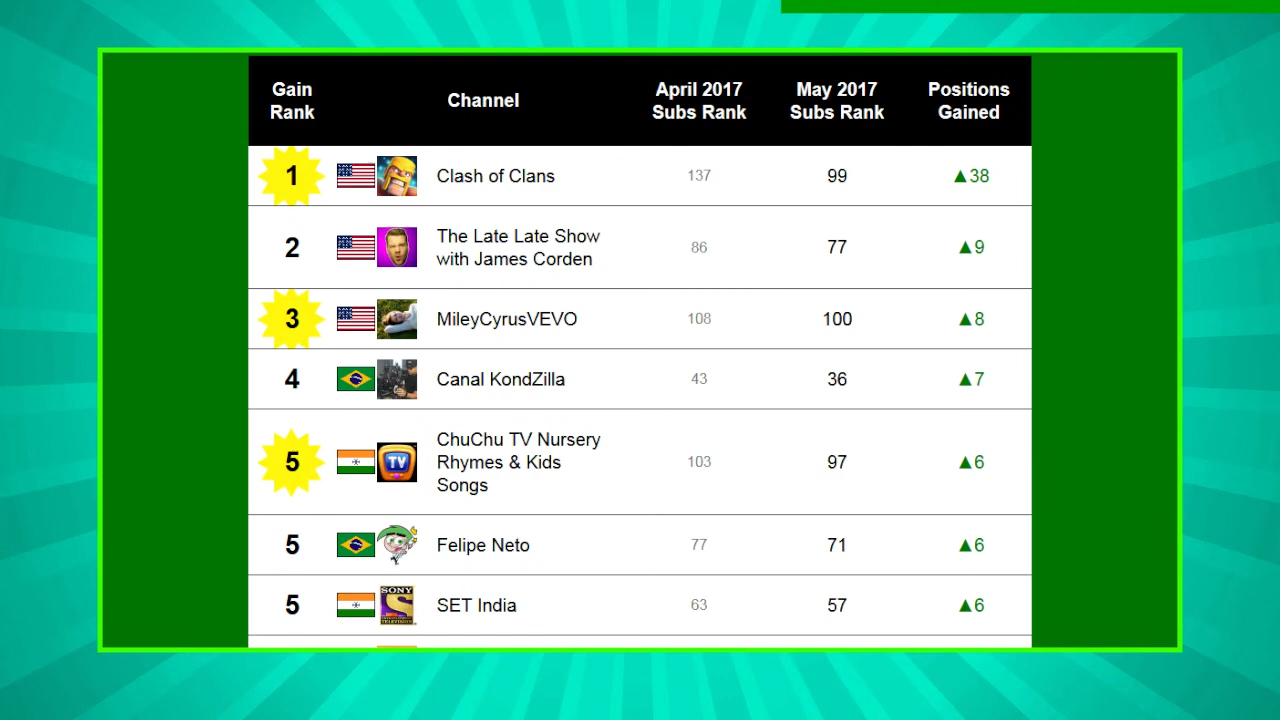 Gain Rank
Channel
April 2017 Subs Rank
May 2017 Subs Rank
Positions Gained
1 Clash of Clans 137 99 ▲38
2 The Late Late Show with James Corden 86 77 ▲9
3 MileyCyrusVEVO 108 100 ▲8
4 Canal KondZilla 43 36 ▲7
5 TV ChuChu TV Nursery Rhymes & Kids Songs 103 97 ▲6
5 Felipe Neto 77 71 ▲6
5 SONY SET India 63 57 ▲6